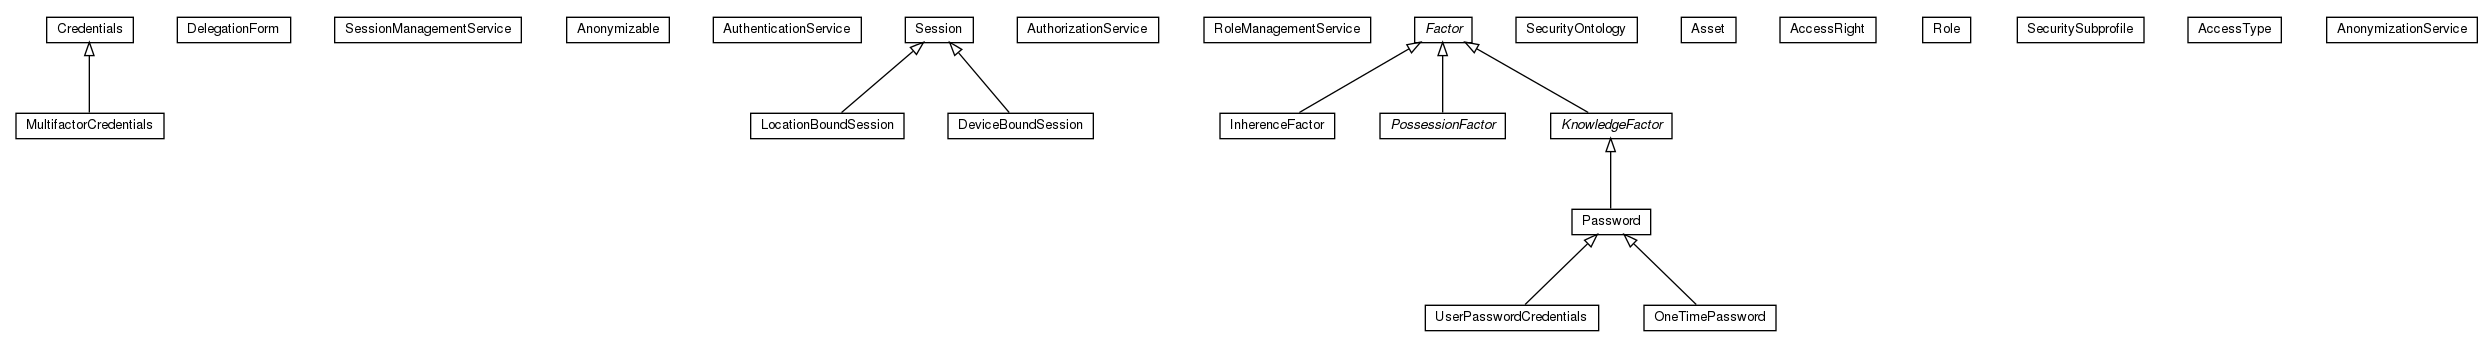 Credentials
DelegationForm
SessionManagementService
Anonymizable
AuthenticationService
Session
AuthorizationService
RoleManagementService
Factor
SecurityOntology
Asset
AccessRight
Role
SecuritySubprofile
AccessType
AnonymizationService
MultifactorCredentials
LocationBoundSession
DeviceBoundSession
InherenceFactor
PossessionFactor
KnowledgeFactor
Password
UserPasswordCredentials
OneTimePassword